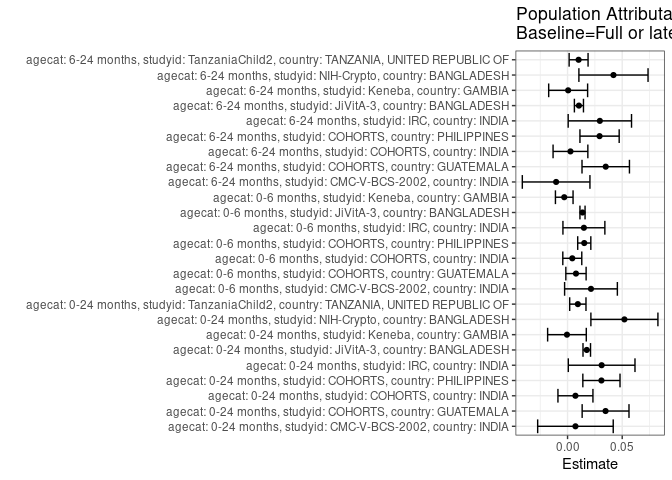 Population Attributa
Baseline=Full or late
agecat: 6-24 months, studyid: TanzaniaChild2, country: TANZANIA, UNITED REPUBLIC OF
agecat: 6-24 months, studyid: NIH-Crypto, country: BANGLADESH
agecat: 6-24 months, studyid: Keneba, country: GAMBIA
agecat: 6-24 months, studyid: JiVitA-3, country: BANGLADESH
agecat: 6-24 months, studyid: IRC, country: INDIA
agecat: 6-24 months, studyid: COHORTS, country: PHILIPPINES
agecat: 6-24 months, studyid: COHORTS, country: INDIA
agecat: 6-24 months, studyid: COHORTS, country: GUATEMALA
agecat: 6-24 months, studyid: CMC-V-BCS-2002, country: INDIA
agecat: 0-6 months, studyid: Keneba, country: GAMBIA
agecat: 0-6 months, studyid: JiVitA-3, country: BANGLADESH
agecat: 0-6 months, studyid: IRC, country: INDIA
agecat: 0-6 months, studyid: COHORTS, country: PHILIPPINES
agecat: 0-6 months, studyid: COHORTS, country: INDIA
agecat: 0-6 months, studyid: COHORTS, country: GUATEMALA
agecat: 0-6 months, studyid: CMC-V-BCS-2002, country: INDIA
agecat: 0-24 months, studyid: TanzaniaChild2, country: TANZANIA, UNITED REPUBLIC OF
agecat: 0-24 months, studyid: NIH-Crypto, country: BANGLADESH
agecat: 0-24 months, studyid: Keneba, country: GAMBIA
agecat: 0-24 months, studyid: JiVitA-3, country: BANGLADESH
agecat: 0-24 months, studyid: IRC, country: INDIA
agecat: 0-24 months, studyid: COHORTS, country: PHILIPPINES
agecat: 0-24 months, studyid: COHORTS, country: INDIA
agecat: 0-24 months, studyid: COHORTS, country: GUATEMALA
agecat: 0-24 months, studyid: CMC-V-BCS-2002, country: INDIA
0.00 0.05
Estimate